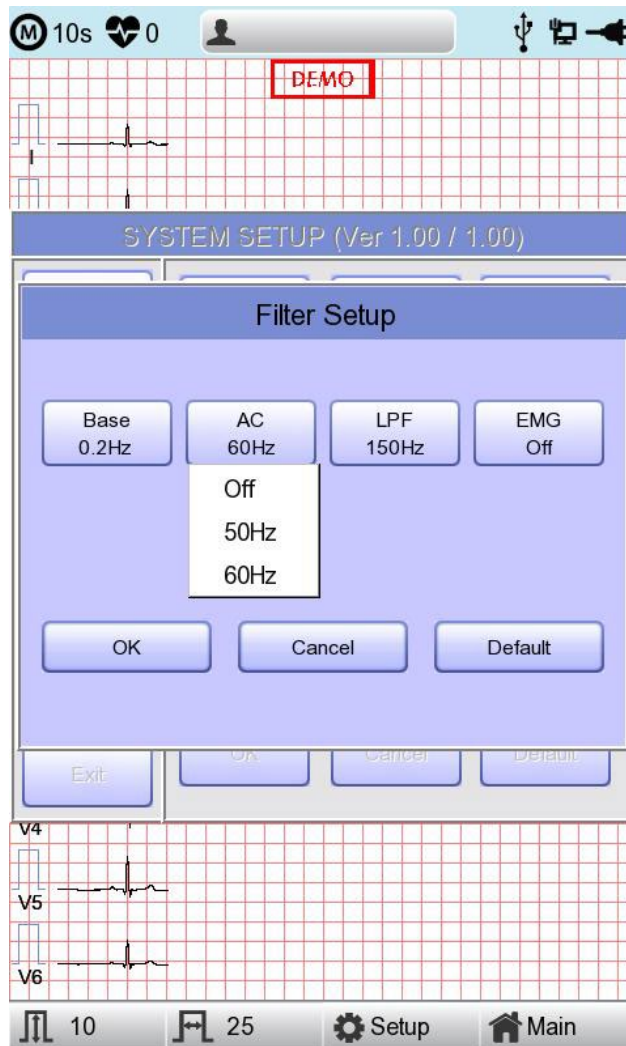 M 10s 0
DEMO
I
SYSTEM SETUP (Ver 1.00 / 1.00)
Filter Setup
Base AC LPF EMG
0.2Hz 60Hz 150Hz Off
Off
50Hz
60Hz
OK Cancel Default
Exit OK Cancel Default
V4
V5
V6
10 25 Setup Main